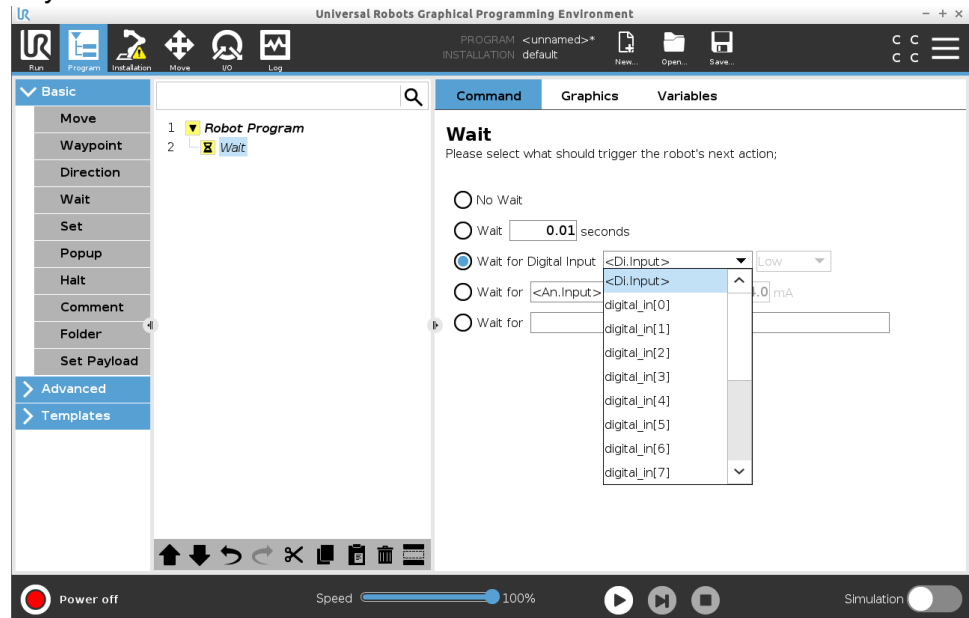 Universal Robots Graphical Programming Environment
PROGRAM <unnamed>*
INSTALLATION default
Run Program Installation Move I/O Log New... Open... Save...
C C
C C
Basic
Move
Waypoint
Direction
Wait
Set
Popup
Halt
Comment
Folder
Set Payload
Advanced
Templates
1 Robot Program
2 Wait
Command Graphics Variables
Wait
Please select what should trigger the robot's next action;
No Wait
Wait 0.01 seconds
Wait for Digital Input <Di.Input> Low
<Di.Input>
digital_in[0]
digital_in[1]
digital_in[2]
digital_in[3]
digital_in[4]
digital_in[5]
digital_in[6]
digital_in[7]
Wait for <An.Input> .0 mA
Wait for
Power off
Speed 100%
Simulation